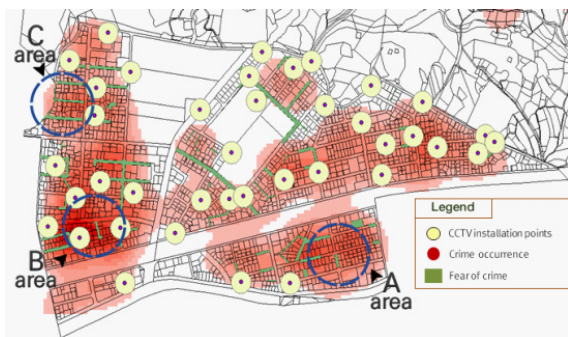 C
area
B
area
A
area
Legend
CCTV installation points
Crime occurrence
Fear of crime